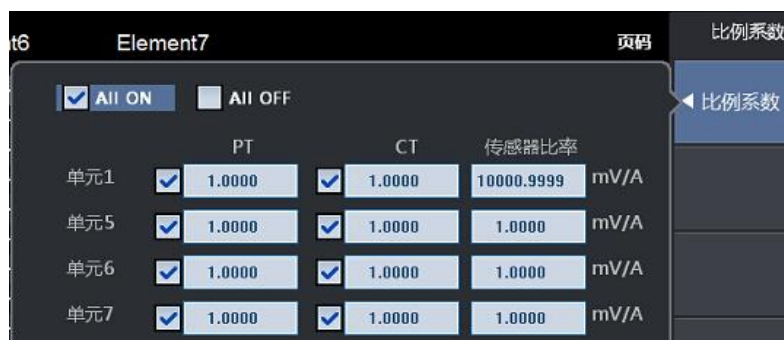 t6 Element7 页码 比例系数
All ON All OFF
比例系数
PT CT 传感器比率
单元1 1.0000 1.0000 10000.9999 mV/A
单元5 1.0000 1.0000 1.0000 mV/A
单元6 1.0000 1.0000 1.0000 mV/A
单元7 1.0000 1.0000 1.0000 mV/A